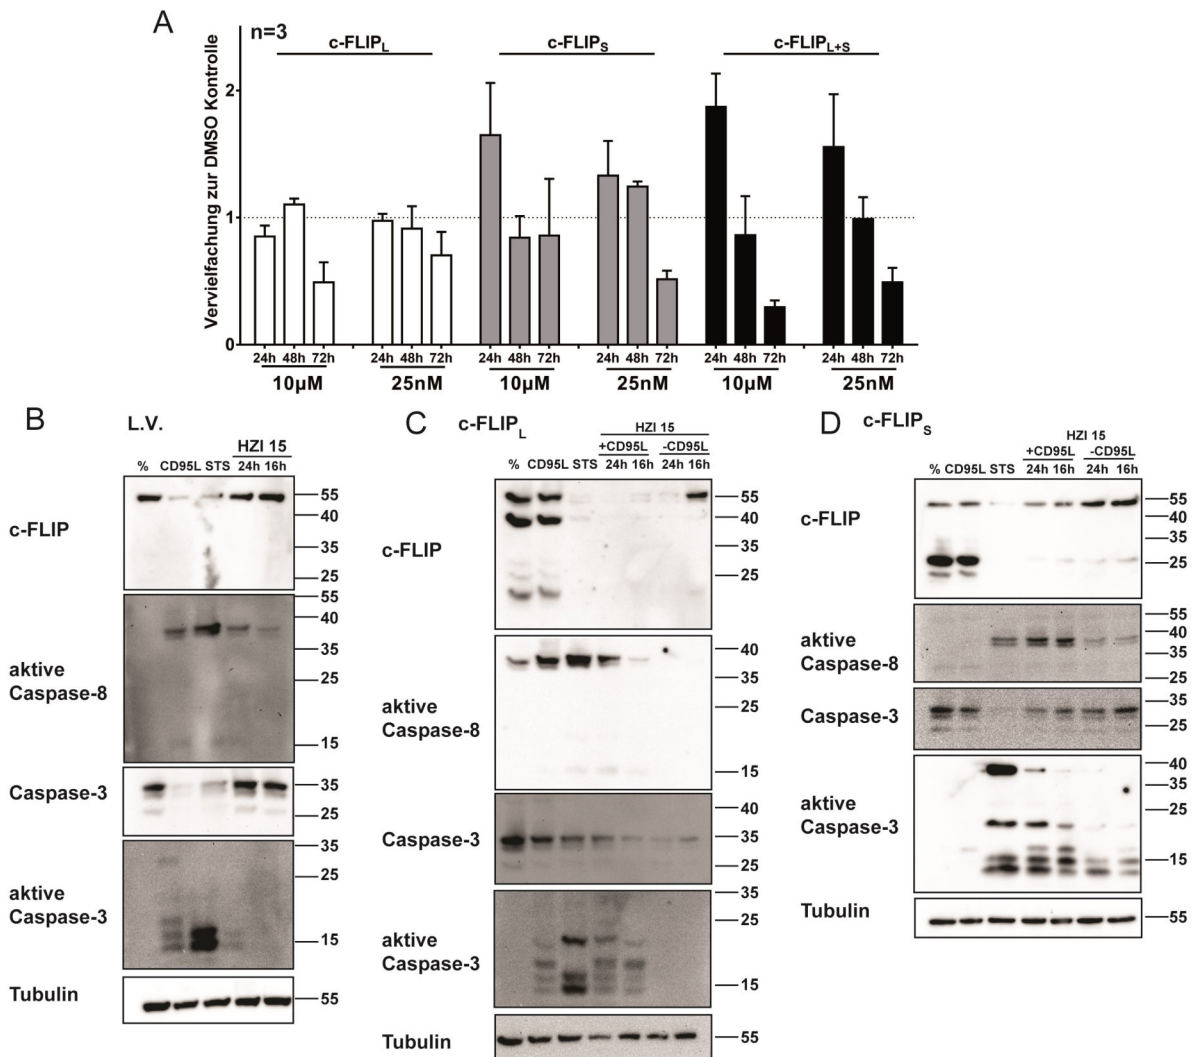 A
n=3
c-FLIPL
c-FLIPS
c-FLIPL+S
Vervielfachung zur DMSO Kontrolle
2
1
0
24h 48h 72h 24h 48h 72h 24h 48h 72h 24h 48h 72h 24h 48h 72h 24h 48h 72h
10µM 25nM 10µM 25nM 10µM 25nM
B
L.V.
HZI 15
% CD95L STS 24h 16h
c-FLIP
55
40
35
25
aktive
Caspase-8
55
40
35
25
15
Caspase-3
35
25
aktive
Caspase-3
35
25
15
Tubulin
55
C
c-FLIPL
HZI 15
+CD95L -CD95L
% CD95L STS 24h 16h 24h 16h
c-FLIP
55
40
35
25
aktive
Caspase-8
40
35
25
15
Caspase-3
40
35
25
aktive
Caspase-3
35
25
15
Tubulin
55
D
c-FLIPS
HZI 15
+CD95L -CD95L
% CD95L STS 24h 16h 24h 16h
c-FLIP
55
40
35
25
aktive
Caspase-8
55
40
35
25
Caspase-3
35
25
aktive
Caspase-3
40
35
25
15
Tubulin
55